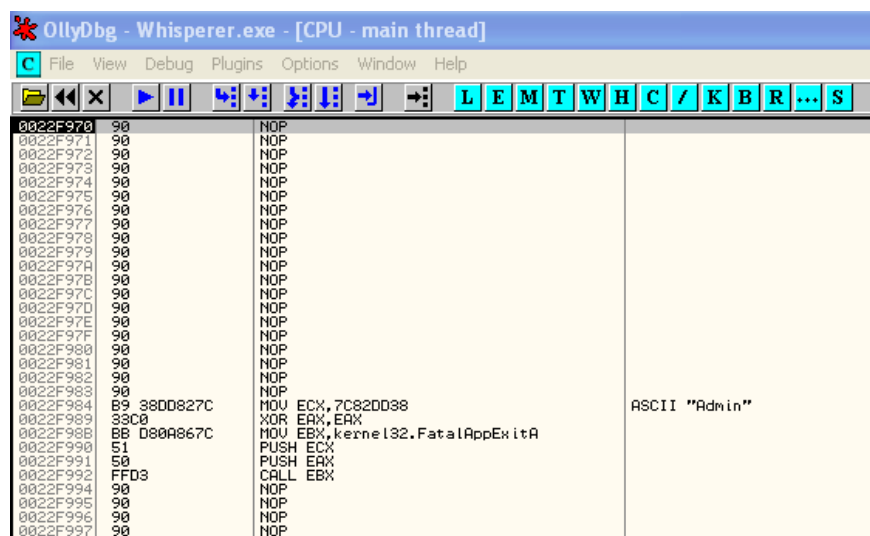 OllyDbg - Whisperer.exe - [CPU - main thread]
C File View Debug Plugins Options Window Help
L E M T W H C / K B R ... S
0022F970 90 NOP
0022F971 90 NOP
0022F972 90 NOP
0022F973 90 NOP
0022F974 90 NOP
0022F975 90 NOP
0022F976 90 NOP
0022F977 90 NOP
0022F978 90 NOP
0022F979 90 NOP
0022F97A 90 NOP
0022F97B 90 NOP
0022F97C 90 NOP
0022F97D 90 NOP
0022F97E 90 NOP
0022F97F 90 NOP
0022F980 90 NOP
0022F981 90 NOP
0022F982 90 NOP
0022F983 90 NOP
0022F984 B9 38DD827C MOV ECX,7C82DD38 ASCII "Admin"
0022F989 33C0 XOR EAX,EAX
0022F98B BB D80A867C MOV EBX,kernel32.FatalAppExitA
0022F990 51 PUSH ECX
0022F991 50 PUSH EAX
0022F992 FFD3 CALL EBX
0022F994 90 NOP
0022F995 90 NOP
0022F996 90 NOP
0022F997 90 NOP